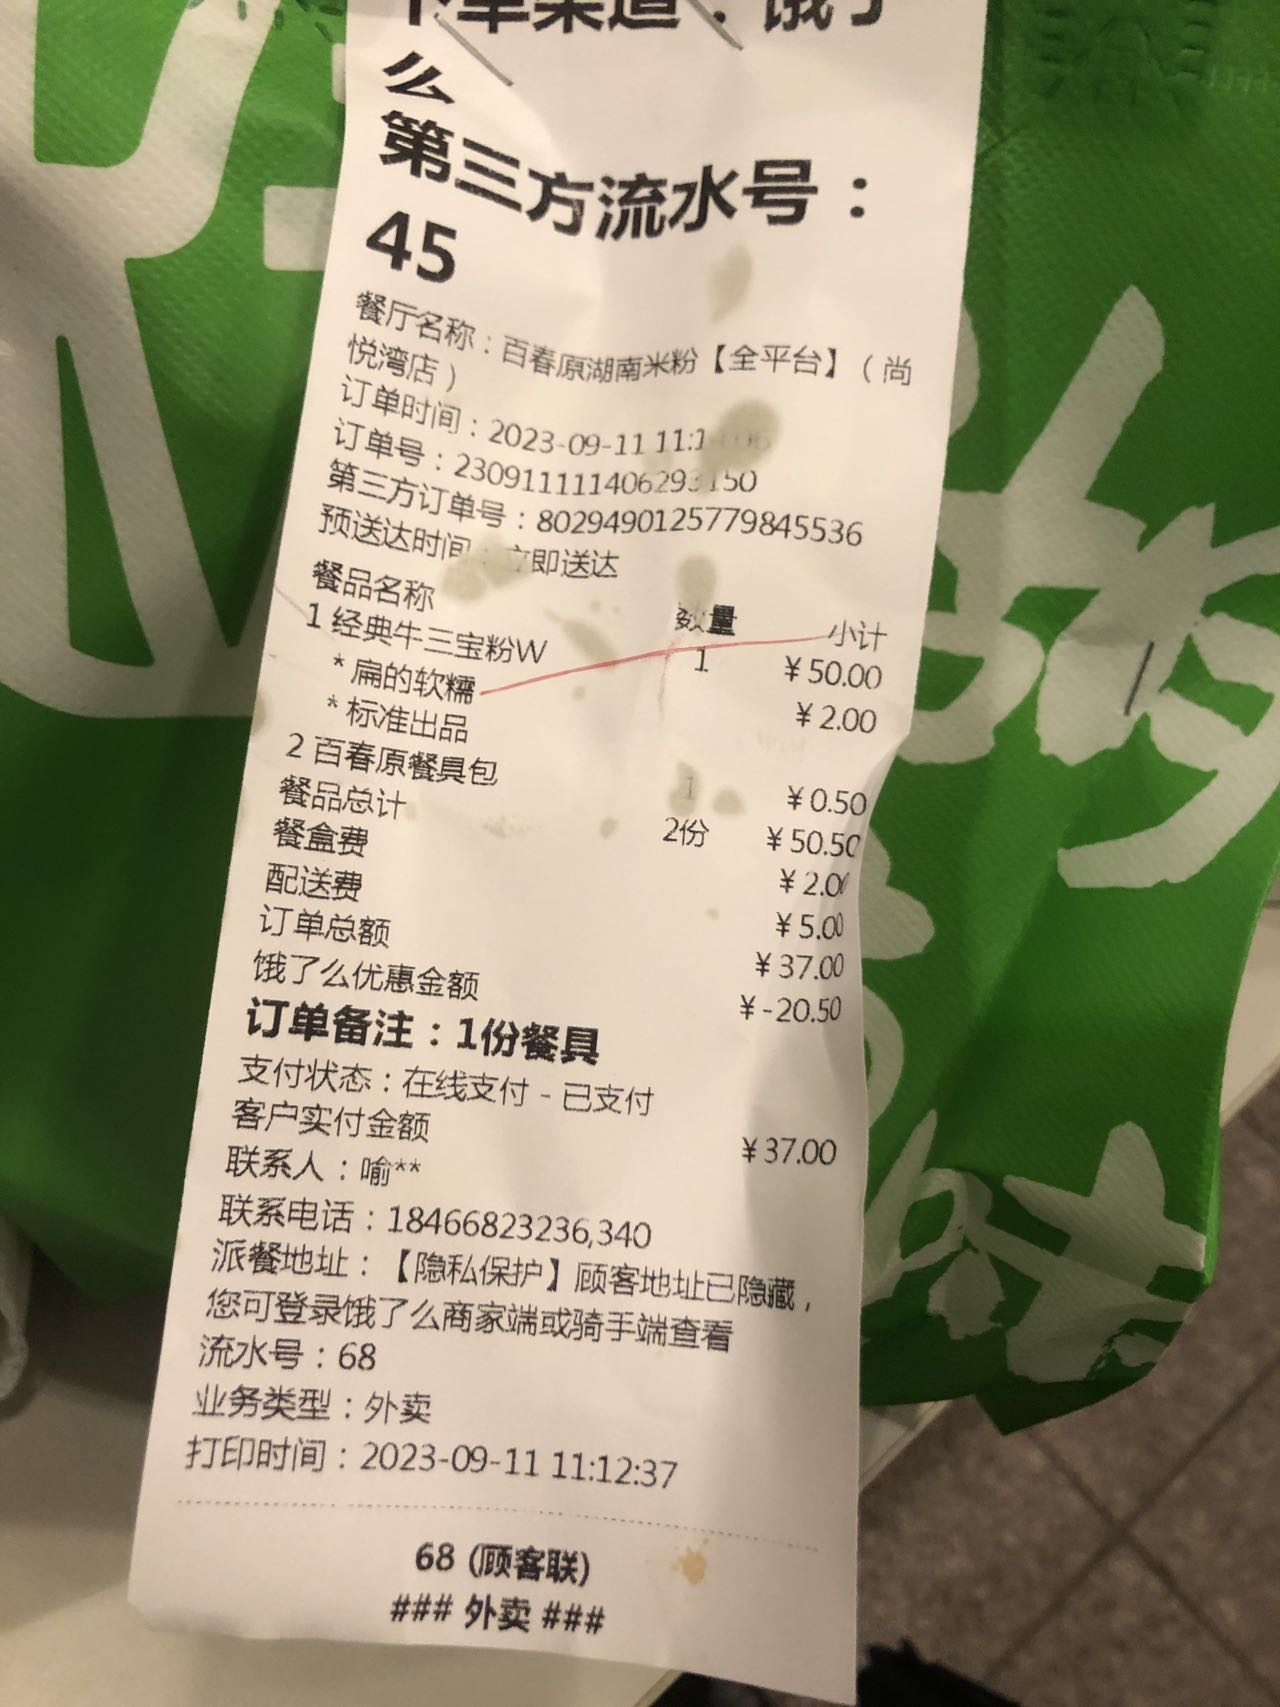 下单渠道：饿了
么
第三方流水号：
45
餐厅名称：百春原湖南米粉【全平台】（尚
悦湾店）
订单时间：2023-09-11
订单号：230911111406293150
第三方订单号：8029490125779845536
预送达时间：立即送达
餐品名称 数量 小计
1 经典牛三宝粉W 1 ￥50.00
* 扁的软糯 ￥2.00
* 标准出品
2 百春原餐具包 1 ￥0.50
餐品总计 2份 ￥50.50
餐盒费 ￥2.00
配送费 ￥5.00
订单总额 ￥37.00
饿了么优惠金额 ￥-20.50
订单备注：1份餐具
支付状态：在线支付 - 已支付
客户实付金额 ￥37.00
联系人：喻**
联系电话：18466823236,340
派餐地址：【隐私保护】顾客地址已隐藏，
您可登录饿了么商家端或骑手端查看
流水号：68
业务类型：外卖
打印时间：2023-09-11 11:12:37
68 (顾客联)
### 外卖 ###